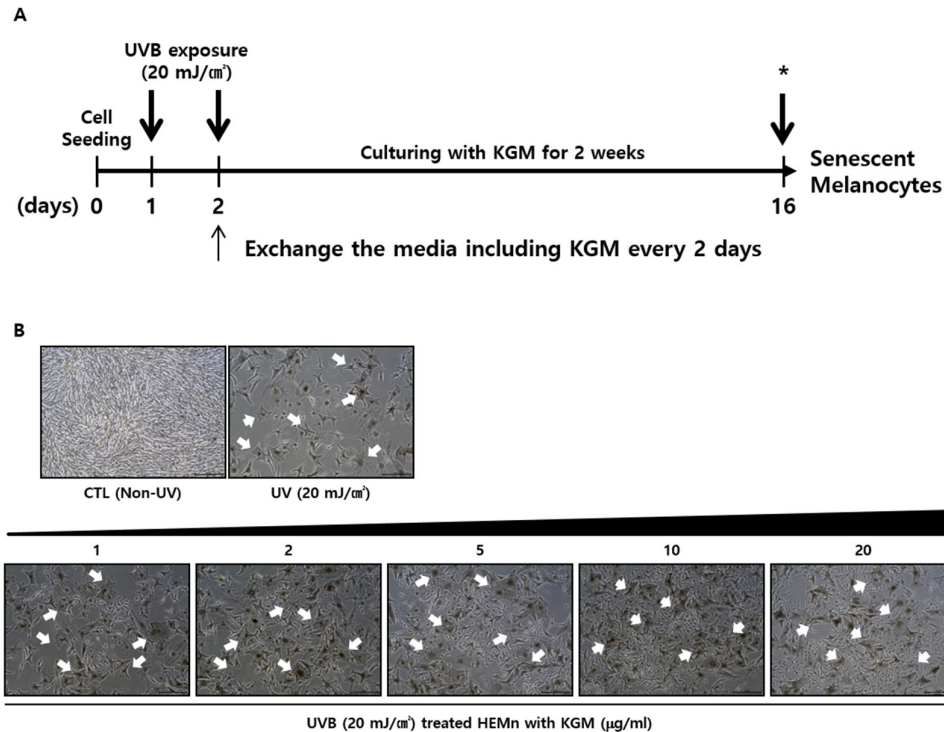 A
UVB exposure
(20 mJ/㎠)
*
Cell
Seeding
Culturing with KGM for 2 weeks
Senescent
Melanocytes
(days) 0 1 2 16
Exchange the media including KGM every 2 days
B
CTL (Non-UV) UV (20 mJ/㎠)
1 2 5 10 20
UVB (20 mJ/㎠) treated HEMn with KGM (μg/ml)